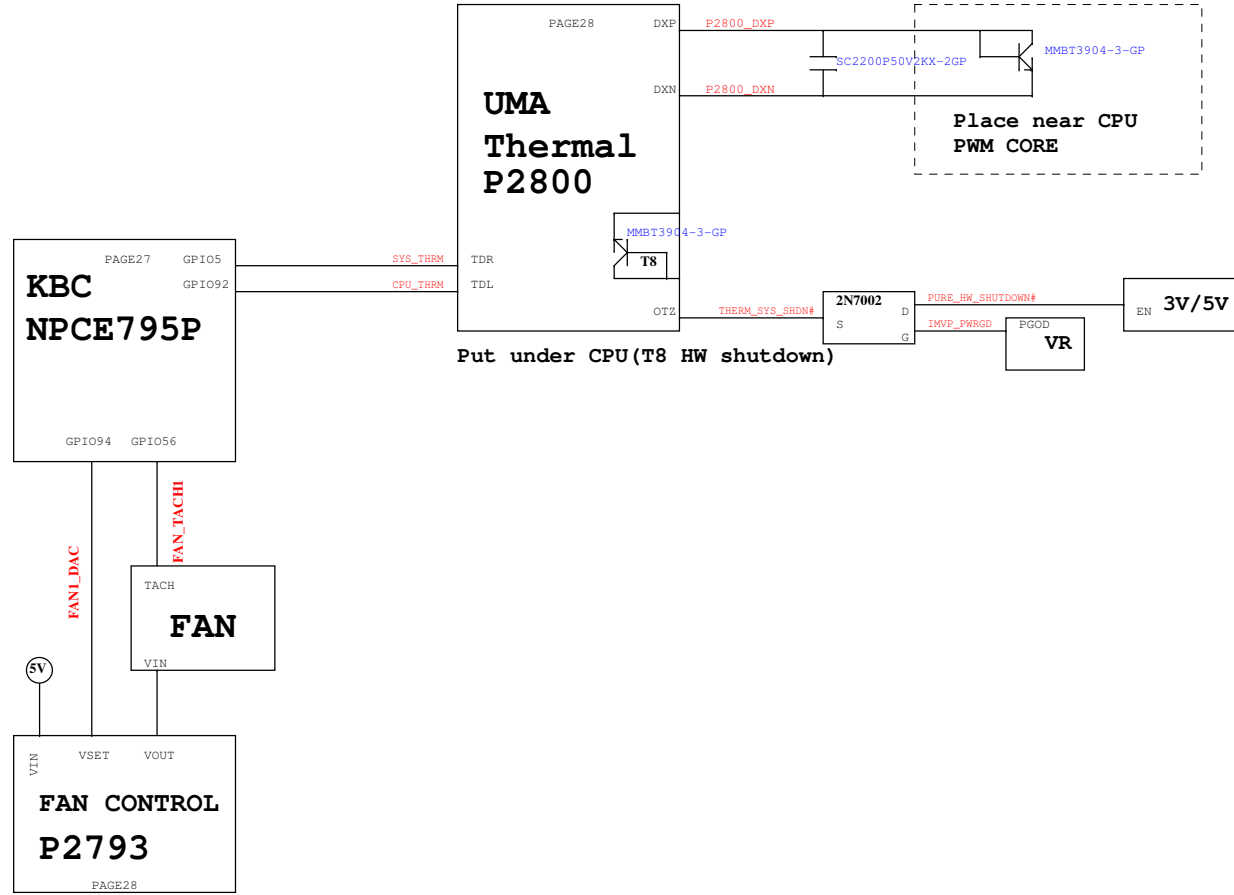 PAGE28
DXP
P2800_DXP
MMBT3904-3-GP
SC2200P50V2KX-2GP
DXN
P2800_DXN
UMA
Thermal
P2800
Place near CPU
PWM CORE
MMBT3904-3-GP
T8
PAGE27
GPIO5
SYS_THRM
TDR
KBC
NPCE795P
GPIO92
CPU_THRM
TDL
OTZ
THERM_SYS_SHDN#
2N7002
S
D
G
PURE_HW_SHUTDOWN#
IMVP_PWRGD
PGOD
VR
EN
3V/5V
Put under CPU(T8 HW shutdown)
GPIO94
GPIO56
FAN1_DAC
FAN_TACH1
TACH
FAN
VIN
5V
VIN
VSET
VOUT
FAN CONTROL
P2793
PAGE28